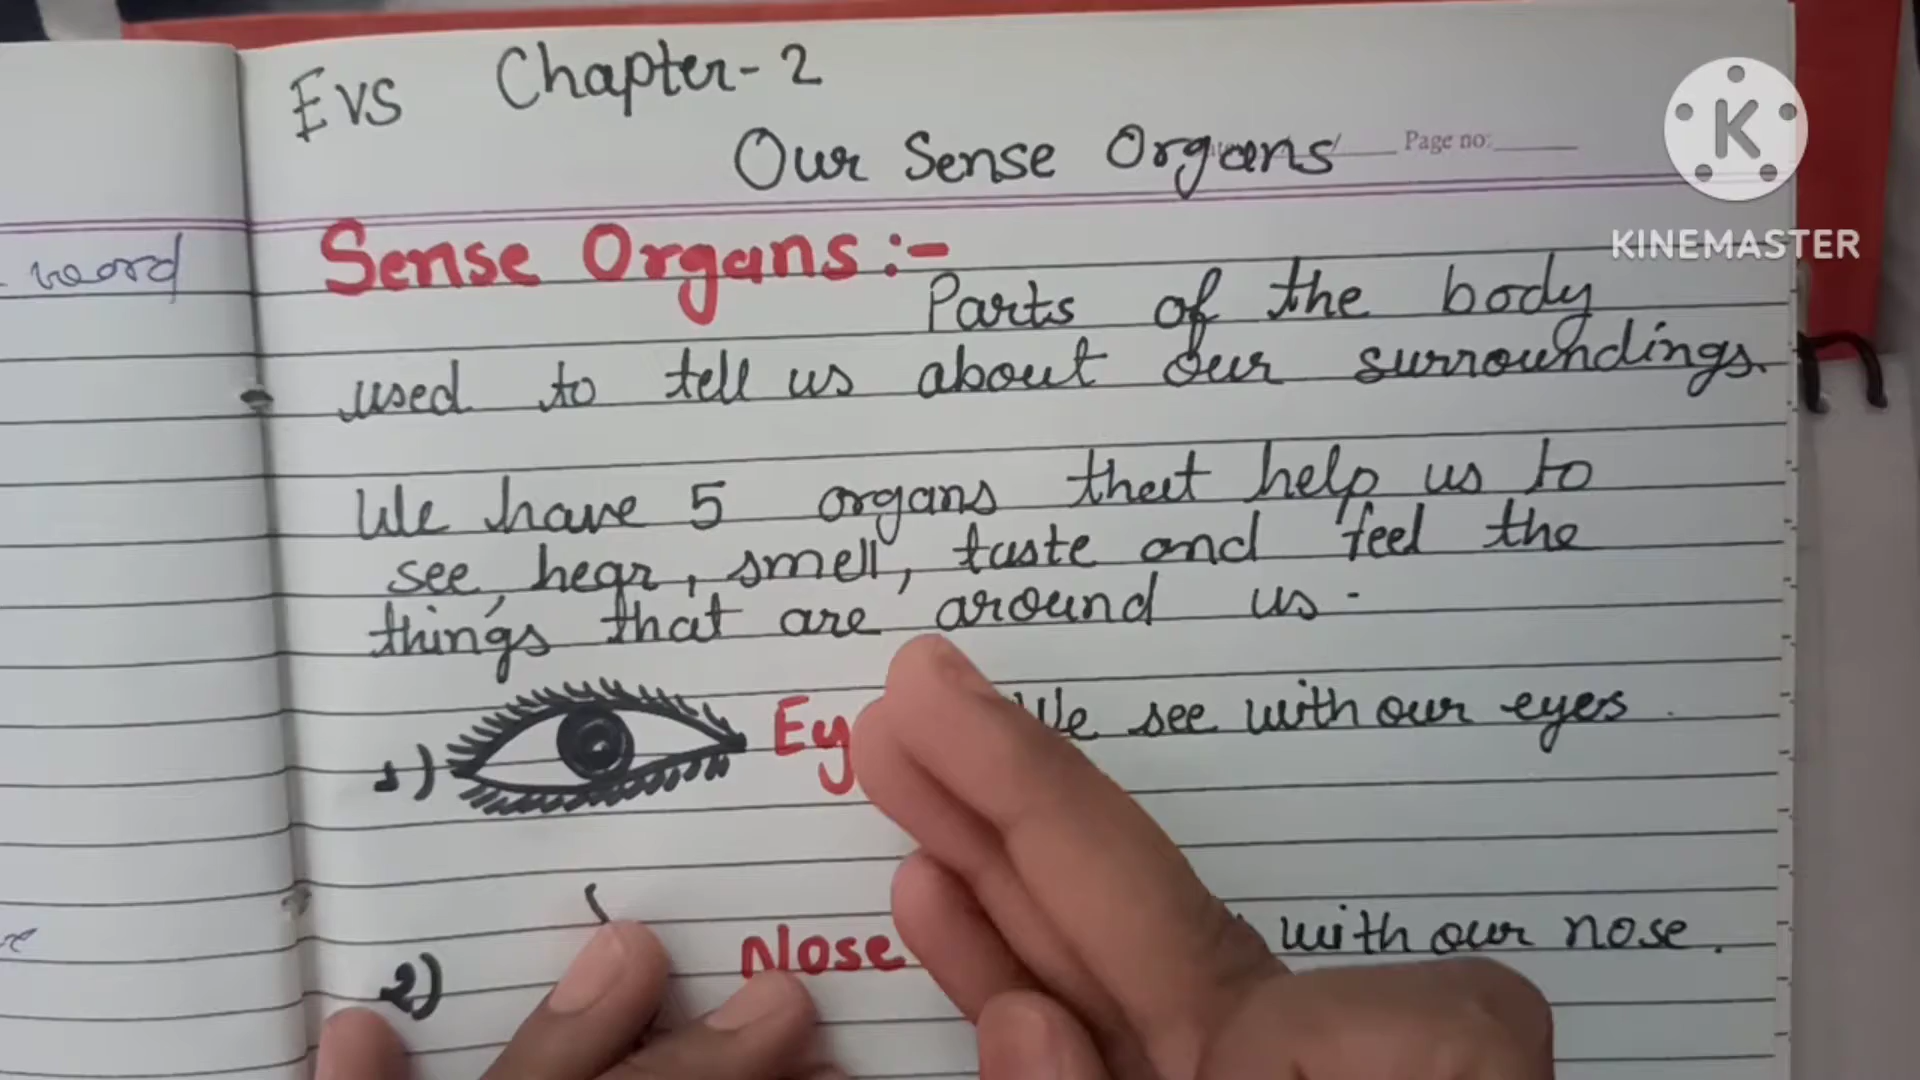 EVS Chapter-2
Our Sense Organs
Page no:
K
KINEMASTER
word
Sense Organs:-
Parts of the body
used to tell us about our surroundings.
We have 5 organs that help us to
see, hear, smell, taste and feel the
things that are around us.
1) Ey We see with our eyes.
2) Nose with our nose.